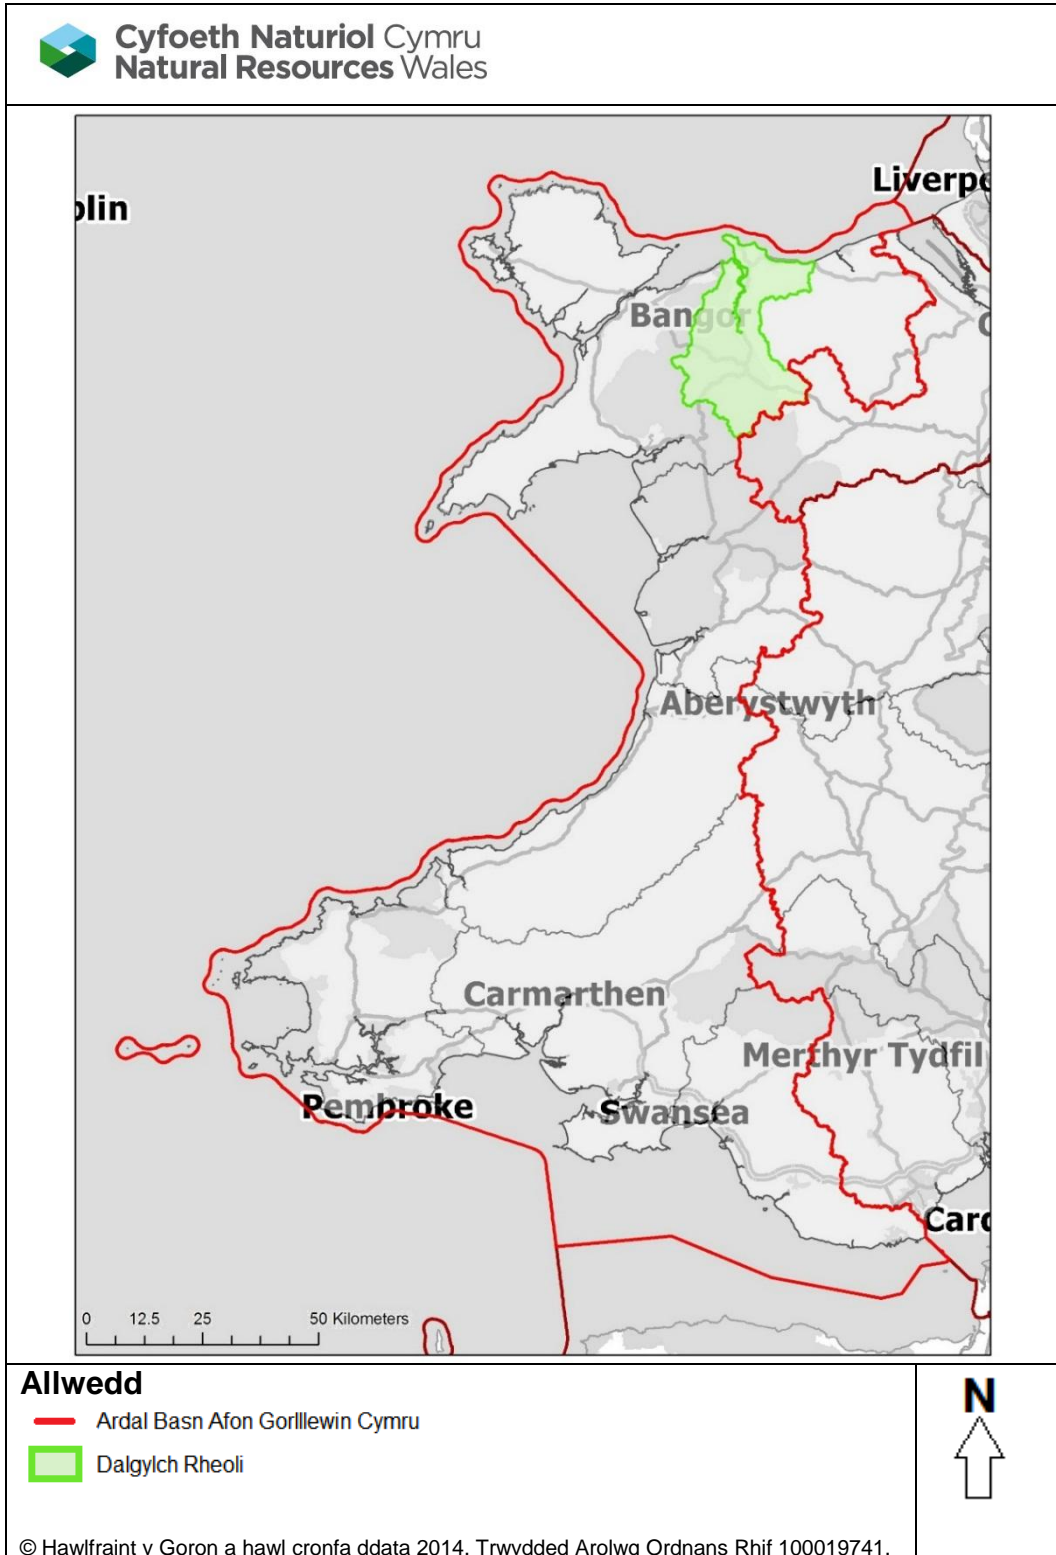 Cyfoeth Naturiol Cymru
Natural Resources Wales
Liverpo
olin
Bangor
C
Aberystwyth
Carmarthen
Merthyr Tydfil
Pembroke
Swansea
Card
0 12.5 25 50 Kilometers
Allwedd
Ardal Basn Afon Gorlllewin Cymru
Dalgylch Rheoli
N
© Hawlfraint y Goron a hawl cronfa ddata 2014. Trwydded Arolwg Ordnans Rhif 100019741.